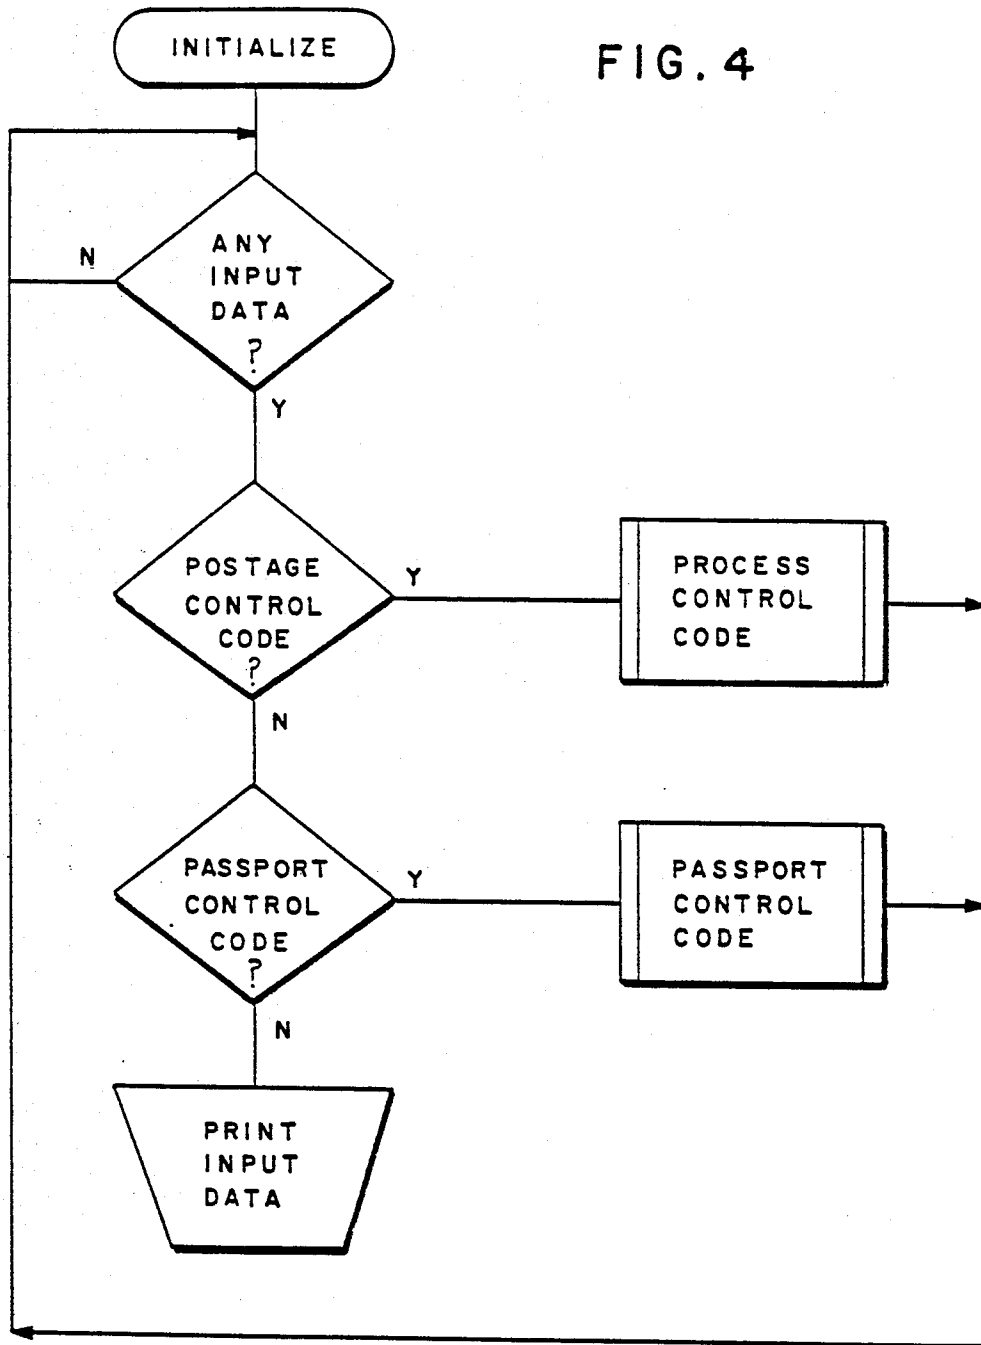 INITIALIZE
FIG. 4
N
ANY
INPUT
DATA
?
Y
POSTAGE
CONTROL
CODE
?
Y
PROCESS
CONTROL
CODE
N
PASSPORT
CONTROL
CODE
?
Y
PASSPORT
CONTROL
CODE
N
PRINT
INPUT
DATA